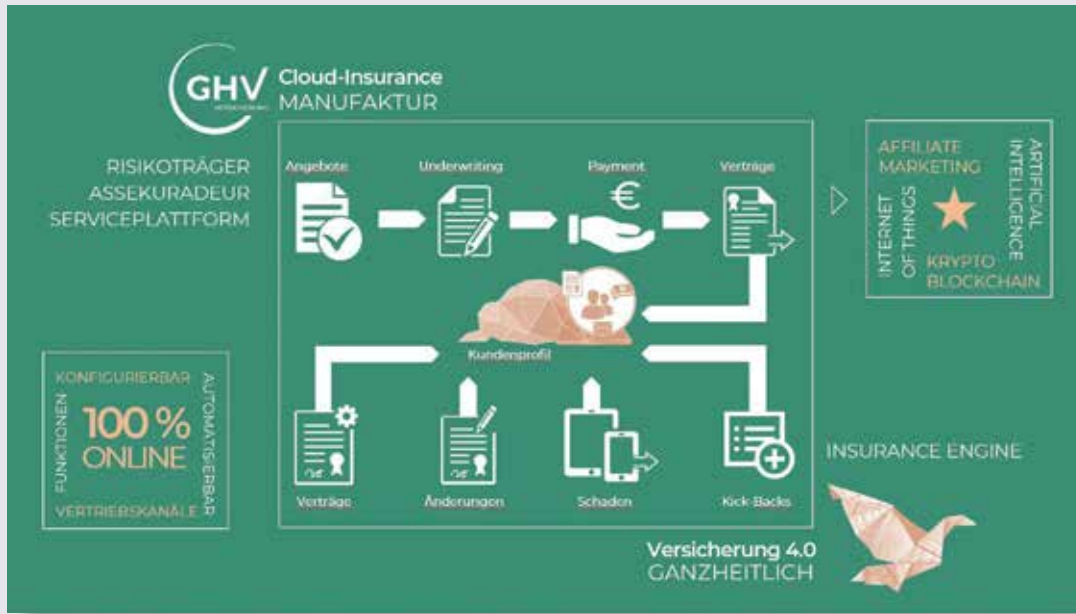 GHV
Cloud-Insurance
MANUFAKTUR
RISIKOTRÄGER
ASSEKURADEUR
SERVICEPLATTFORM
Angebote
Underwriting
Payment
Verträge
€
AFFILIATE
MARKETING
ARTIFICIAL
INTELLIGENCE
INTERNET
OF THINGS
KRYPTO
BLOCKCHAIN
Kundenprofil
KONFIGURIERBAR
FUNKTIONEN
100 %
ONLINE
AUTOMATISIERBAR
VERTRIEBSKANÄLE
Verträge
Änderungen
Schaden
Kick-Backs
INSURANCE ENGINE
Versicherung 4.0
GANZHEITLICH